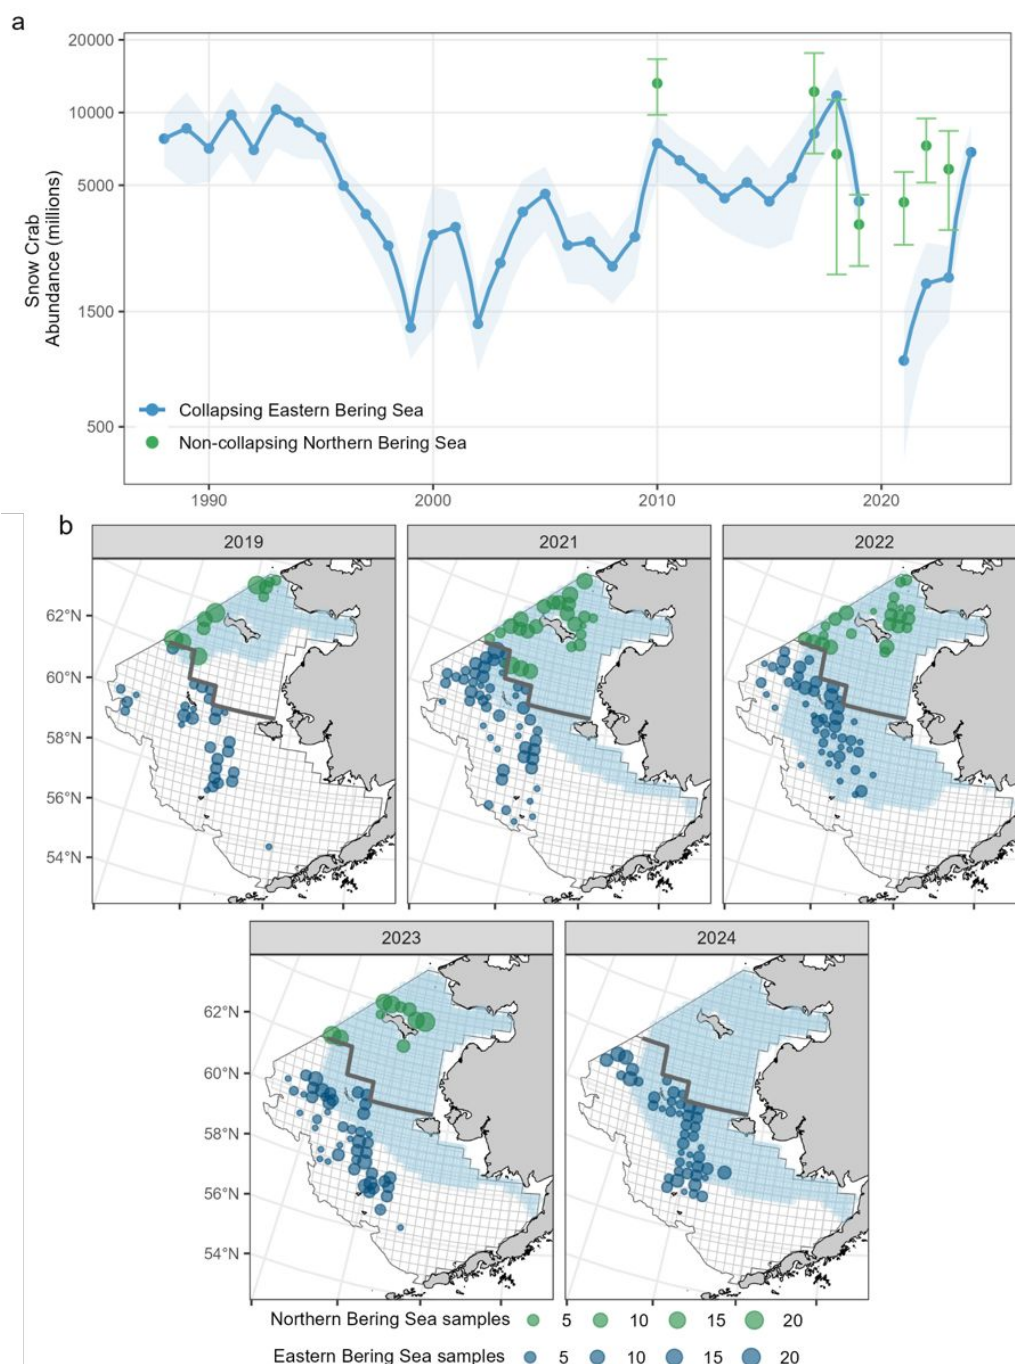 a
20000
10000
5000
1500
500
Snow Crab
Abundance (millions)
Collapsing Eastern Bering Sea
Non-collapsing Northern Bering Sea
1990 2000 2010 2020
b
2019 2021 2022
62°N
60°N
58°N
56°N
54°N
2023 2024
62°N
60°N
58°N
56°N
54°N
Northern Bering Sea samples 5 10 15 20
Eastern Bering Sea samples 5 10 15 20